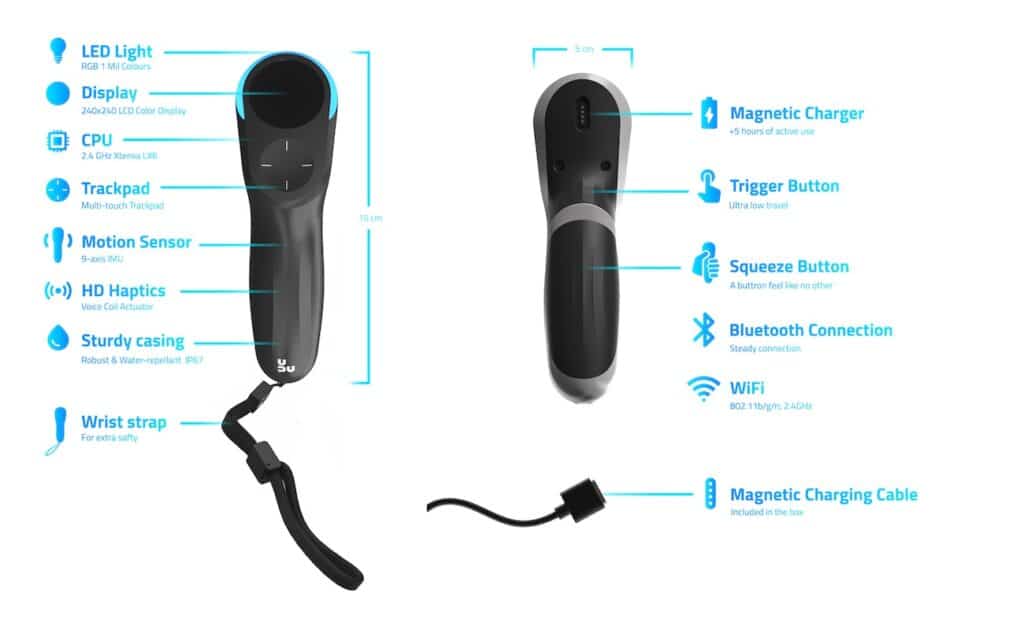 LED Light
RGB 1 Mil Colours
Display
240x240 LCD Color Display
CPU
2.4 GHz Xtensa LX6
Trackpad
Multi-touch Trackpad
Motion Sensor
9-axis IMU
HD Haptics
Voice Coil Actuator
Sturdy casing
Robust & Water-repellant IP67
Wrist strap
For extra safty
15 cm
5 cm
Magnetic Charger
+5 hours of active use
Trigger Button
Ultra low travel
Squeeze Button
A buttron feel like no other
Bluetooth Connection
Steady connection
WiFi
802.11b/g/n; 2.4GHz
Magnetic Charging Cable
Included in the box